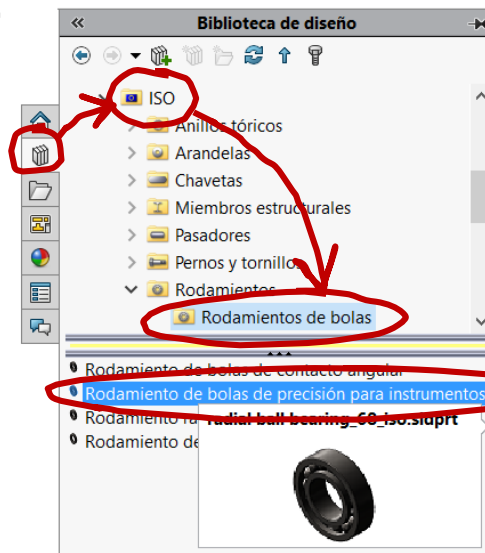 Biblioteca de diseño
ISO
Anillos tóricos
Arandelas
Chavetas
Miembros estructurales
Pasadores
Pernos y tornillos
Rodamientos
Rodamientos de bolas
Rodamiento de bolas de contacto angular
Rodamiento de bolas de precisión para instrumentos
Rodamiento ra
radial ball bearing_68_iso.sldprt
Rodamiento de